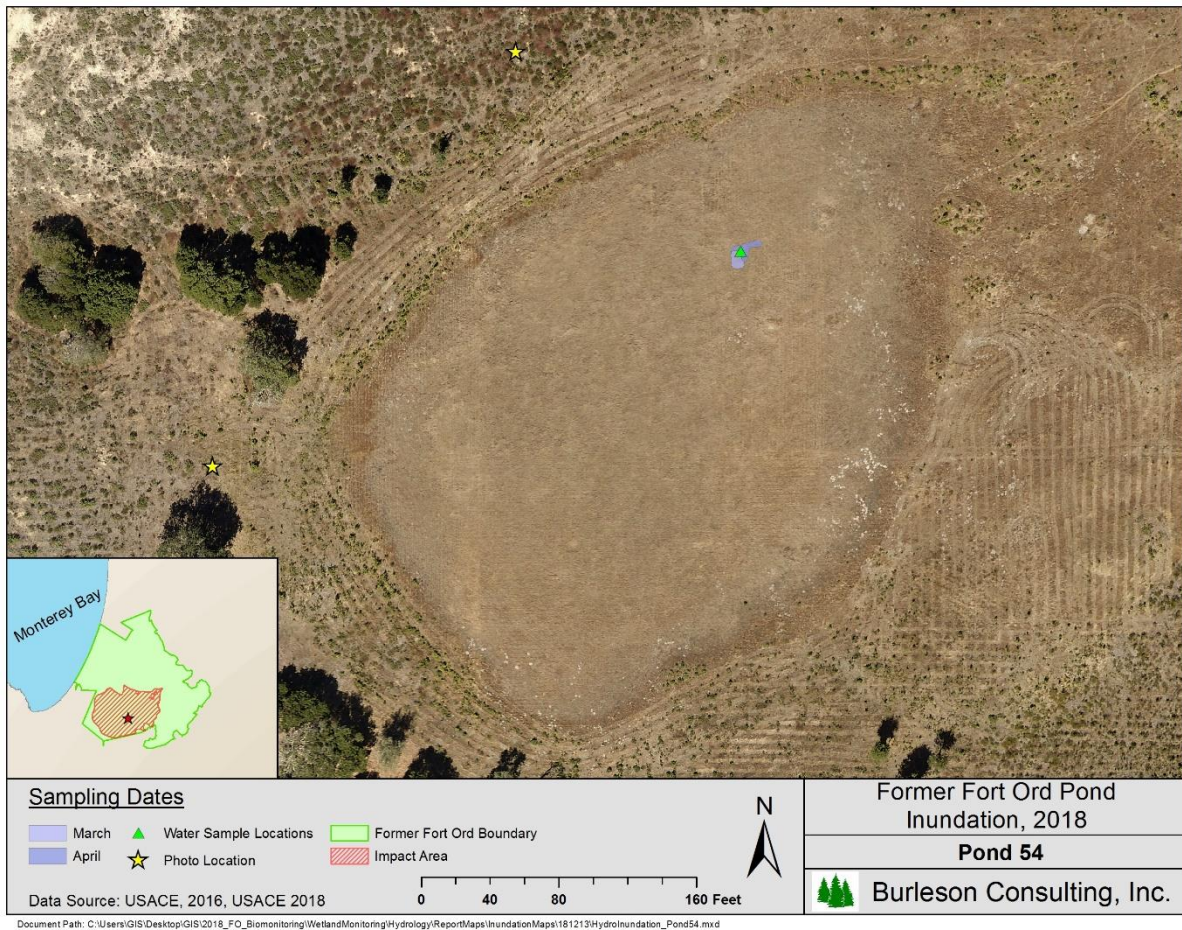 Monterey Bay
Sampling Dates
March
April
Water Sample Locations
Photo Location
Former Fort Ord Boundary
Impact Area
Data Source: USACE, 2016, USACE 2018
0 40 80 160 Feet
N
Former Fort Ord Pond
Inundation, 2018
Pond 54
Burleson Consulting, Inc.
Document Path: C:\Users\GIS\Desktop\GIS\2018_FO_Biomonitoring\WetlandMonitoring\Hydrology\ReportMaps\InundationMaps\181213\HydroInundation_Pond54.mxd